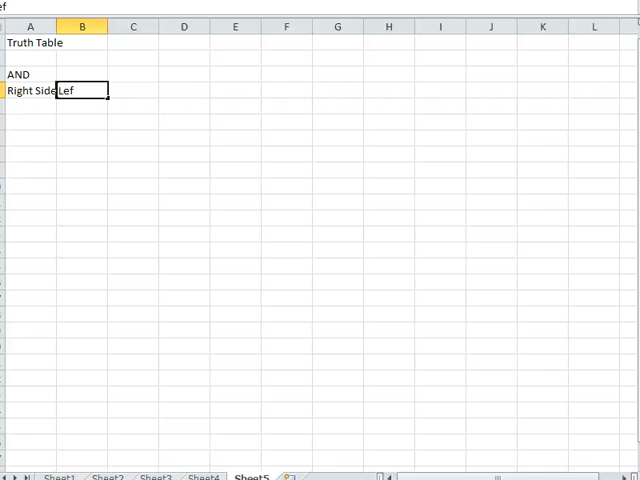 ef
A B C D E F G H I J K L
Truth Table
AND
Right Side Lef
Sheet1 Sheet2 Sheet3 Sheet4 Sheet5